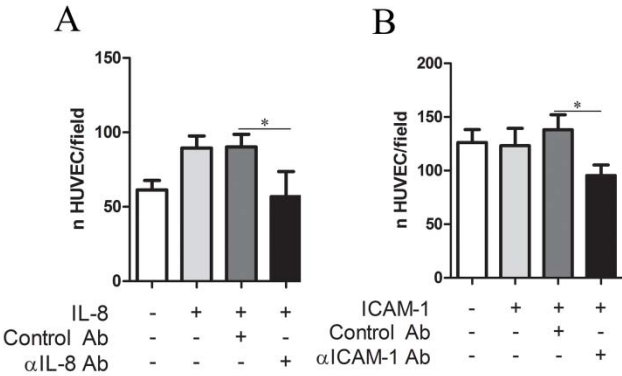 A
150
100
50
0
n HUVEC/field
*
IL-8 - + + +
Control Ab - - + -
αIL-8 Ab - - - +
B
200
150
100
50
0
n HUVEC/field
*
ICAM-1 - + + +
Control Ab - - + -
αICAM-1 Ab - - - +